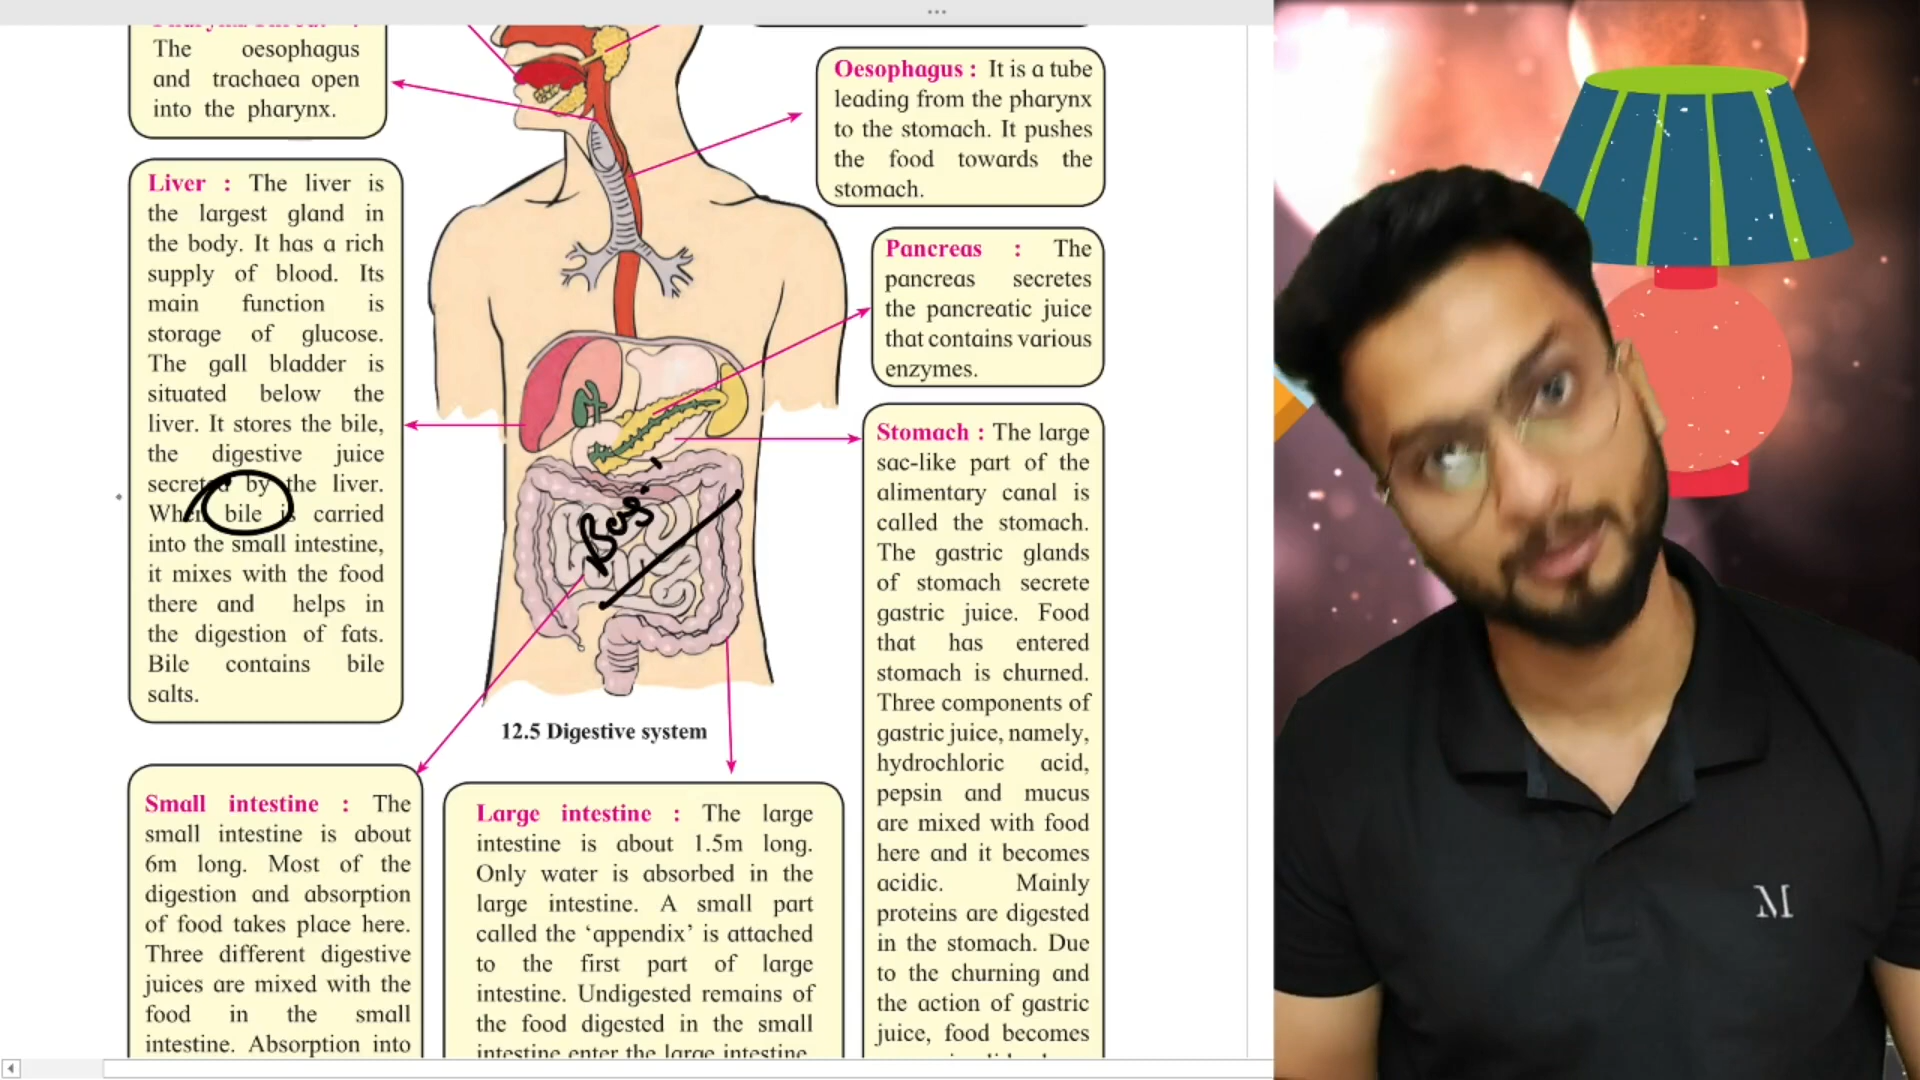 The oesophagus
and trachaea open
into the pharynx.
Liver : The liver is
the largest gland in
the body. It has a rich
supply of blood. Its
main function is
storage of glucose.
The gall bladder is
situated below the
liver. It stores the bile,
the digestive juice
secreted by the liver.
When bile is carried
into the small intestine,
it mixes with the food
there and helps in
the digestion of fats.
Bile contains bile
salts.
Oesophagus : It is a tube
leading from the pharynx
to the stomach. It pushes
the food towards the
stomach.
Pancreas : The
pancreas secretes
the pancreatic juice
that contains various
enzymes.
Stomach : The large
sac-like part of the
alimentary canal is
called the stomach.
The gastric glands
of stomach secrete
gastric juice. Food
that has entered
stomach is churned.
Three components of
gastric juice, namely,
hydrochloric acid,
pepsin and mucus
are mixed with food
here and it becomes
acidic. Mainly
proteins are digested
in the stomach. Due
to the churning and
the action of gastric
juice, food becomes
12.5 Digestive system
Small intestine : The
small intestine is about
6m long. Most of the
digestion and absorption
of food takes place here.
Three different digestive
juices are mixed with the
food in the small
intestine. Absorption into
Large intestine : The large
intestine is about 1.5m long.
Only water is absorbed in the
large intestine. A small part
called the ‘appendix’ is attached
to the first part of large
intestine. Undigested remains of
the food digested in the small
intestine enter the large intestine.
M